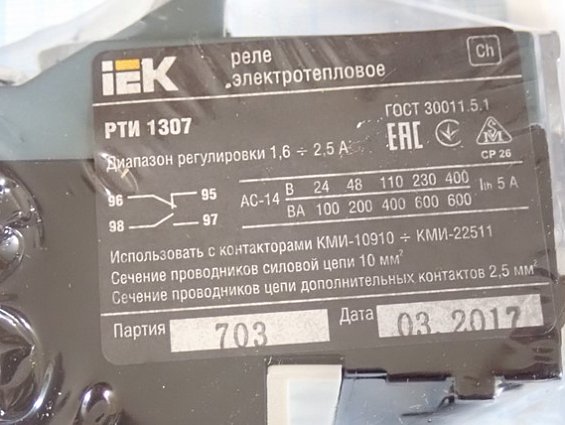 IEK
реле
электротепловое
Ch
РТИ 1307
ГОСТ 30011.5.1
Диапазон регулировки 1,6 ÷ 2,5 А
EAC
СР 26
96 95
98 97
АС-14 В 24 48 110 230 400 Ith 5 А
ВА 100 200 400 600 600
Использовать с контакторами КМИ-10910 ÷ КМИ-22511
Сечение проводников силовой цепи 10 мм²
Сечение проводников цепи дополнительных контактов 2,5 мм²
Партия 703 Дата 03.2017